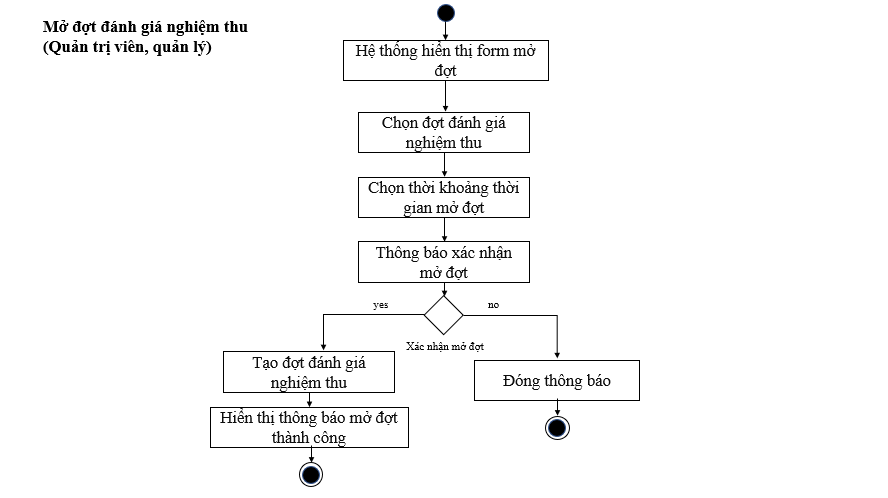 Mở đợt đánh giá nghiệm thu
(Quản trị viên, quản lý)
Hệ thống hiển thị form mở
đợt
Chọn đợt đánh giá
nghiệm thu
Chọn thời khoảng thời
gian mở đợt
Thông báo xác nhận
mở đợt
yes
no
Xác nhận mở đợt
Tạo đợt đánh giá
nghiệm thu
Đóng thông báo
Hiển thị thông báo mở đợt
thành công